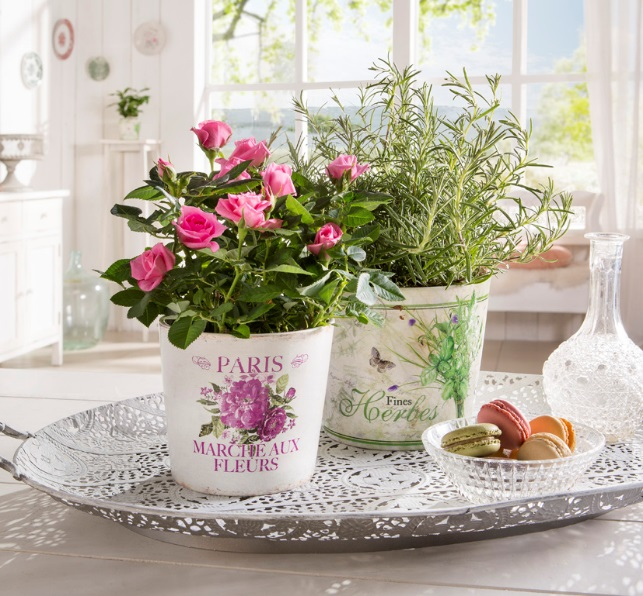 PARIS
MARCHE AUX
FLEURS
Fines
Herbes